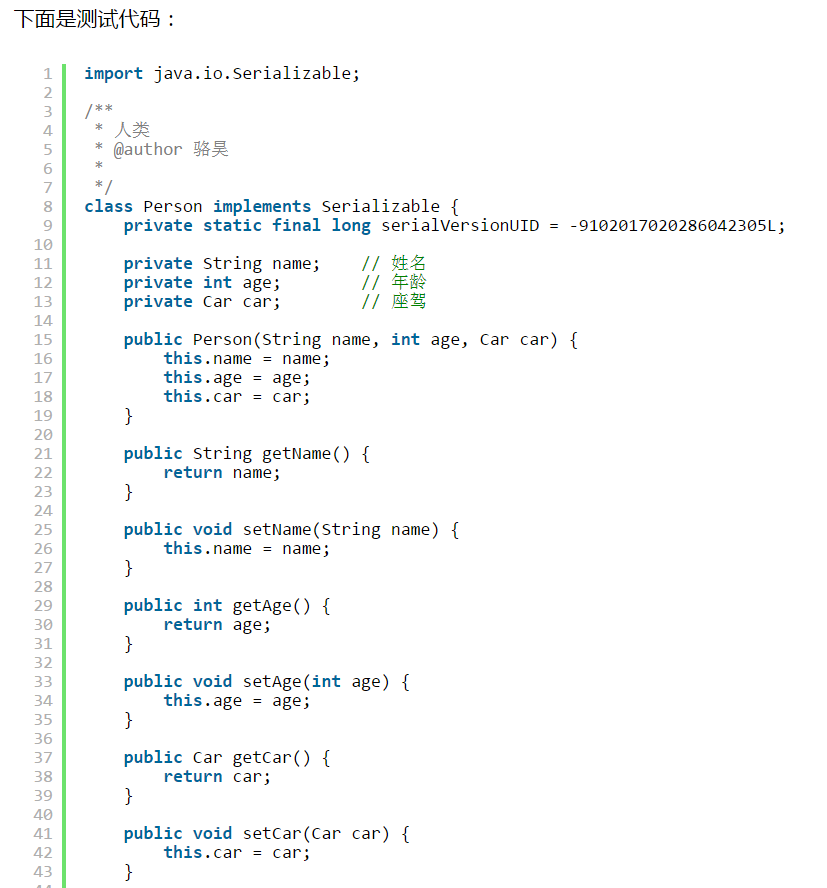 下面是测试代码：
1 import java.io.Serializable;
2
3 /**
4  * 人类
5  * @author 骆昊
6  *
7  */
8 class Person implements Serializable {
9     private static final long serialVersionUID = -9102017020286042305L;
10
11     private String name;    // 姓名
12     private int age;        // 年龄
13     private Car car;        // 座驾
14
15     public Person(String name, int age, Car car) {
16         this.name = name;
17         this.age = age;
18         this.car = car;
19     }
20
21     public String getName() {
22         return name;
23     }
24
25     public void setName(String name) {
26         this.name = name;
27     }
28
29     public int getAge() {
30         return age;
31     }
32
33     public void setAge(int age) {
34         this.age = age;
35     }
36
37     public Car getCar() {
38         return car;
39     }
40
41     public void setCar(Car car) {
42         this.car = car;
43     }